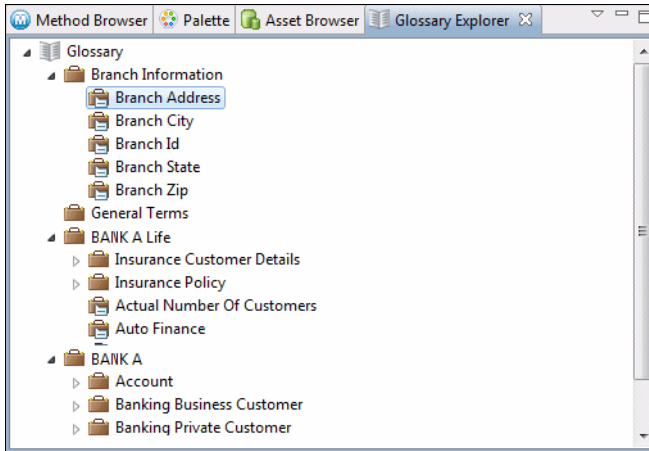 Method Browser Palette Asset Browser Glossary Explorer
Glossary
Branch Information
Branch Address
Branch City
Branch Id
Branch State
Branch Zip
General Terms
BANK A Life
Insurance Customer Details
Insurance Policy
Actual Number Of Customers
Auto Finance
BANK A
Account
Banking Business Customer
Banking Private Customer